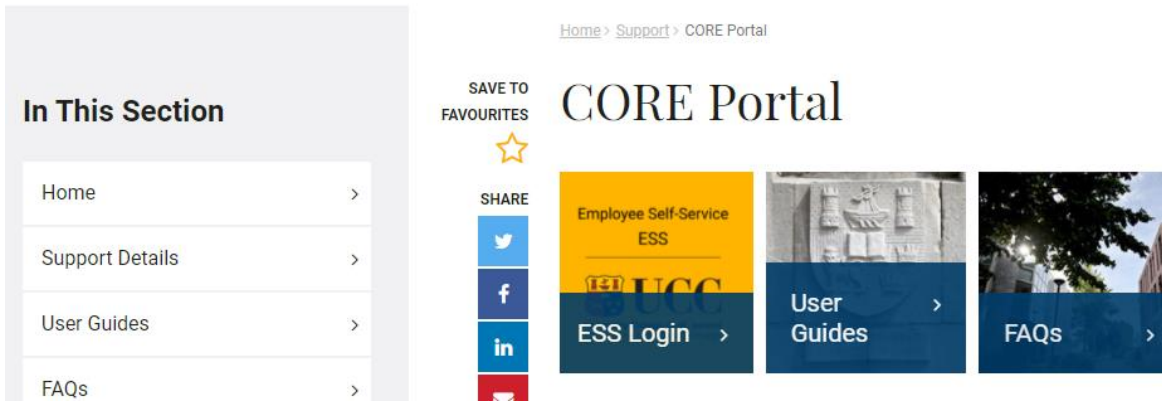 Home > Support > CORE Portal
In This Section
Home
Support Details
User Guides
FAQs
SAVE TO
FAVOURITES
SHARE
CORE Portal
Employee Self-Service
ESS
UCC
ESS Login
User
Guides
FAQs